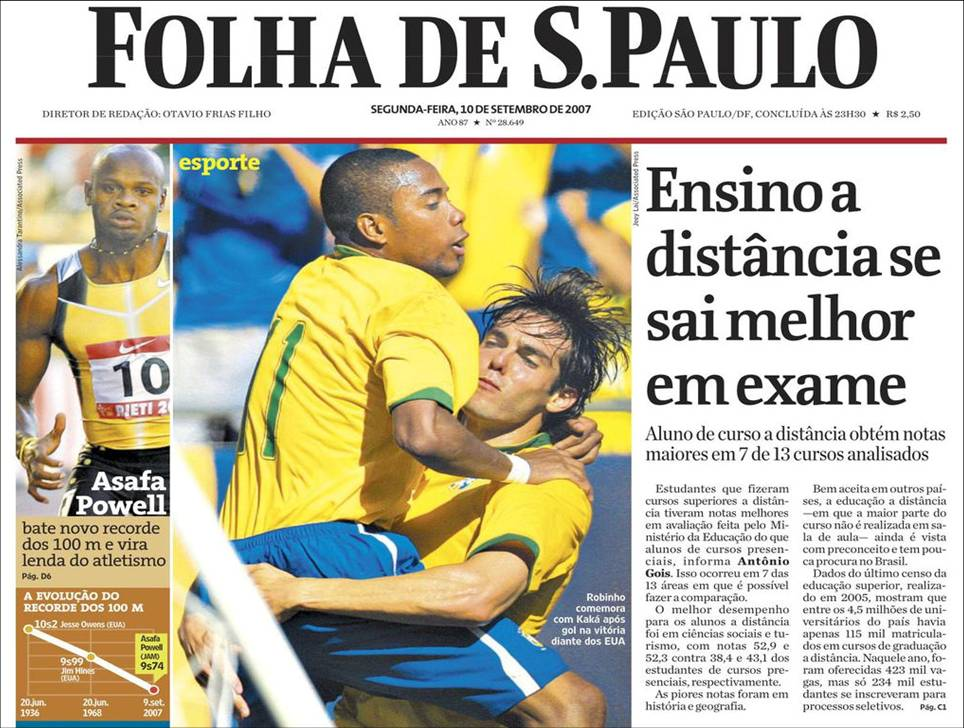 FOLHA DE S.PAULO
DIRETOR DE REDAÇÃO: OTAVIO FRIAS FILHO
SEGUNDA-FEIRA, 10 DE SETEMBRO DE 2007
ANO 87 ★ Nº 28.649
EDIÇÃO SÃO PAULO/DF, CONCLUÍDA ÀS 23H30 ★ R$ 2,50
Alessandra Tarantino/Associated Press
10
RIETI 20
Asafa
Powell
bate novo recorde
dos 100 m e vira
lenda do atletismo
Pág. D6
A EVOLUÇÃO DO
RECORDE DOS 100 M
10s2 Jesse Owens (EUA)
9s99
Jim Hines
(EUA)
Asafa
Powell
(JAM)
9s74
20.jun.
1936
20.jun.
1968
9.set.
2007
esporte
11
Jeey Lai/Associated Press
Robinho
comemora
com Kaká após
gol na vitória
diante dos EUA
Ensino a
distância se
sai melhor
em exame
Aluno de curso a distância obtém notas
maiores em 7 de 13 cursos analisados
Estudantes que fizeram
cursos superiores a distân-
cia tiveram notas melhores
em avaliação feita pelo Mi-
nistério da Educação do que
alunos de cursos presen-
ciais, informa Antônio
Gois. Isso ocorreu em 7 das
13 áreas em que é possível
fazer a comparação.
O melhor desempenho
para os alunos a distância
foi em ciências sociais e tu-
rismo, com notas 52,9 e
52,3 contra 38,4 e 43,1 dos
estudantes de cursos pre-
senciais, respectivamente.
As piores notas foram em
história e geografia.
Bem aceita em outros paí-
ses, a educação a distância
—em que a maior parte do
curso não é realizada em sa-
la de aula— ainda é vista
com preconceito e tem pou-
ca procura no Brasil.
Dados do último censo da
educação superior, realiza-
do em 2005, mostram que
entre os 4,5 milhões de uni-
versitários do país havia
apenas 115 mil matricula-
dos em cursos de graduação
a distância. Naquele ano, fo-
ram oferecidas 423 mil va-
gas, mas só 234 mil estu-
dantes se inscreveram para
processos seletivos. Pág. C1